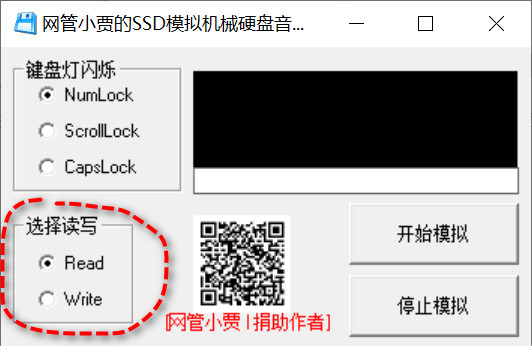 网管小贾的SSD模拟机械硬盘音...
键盘灯闪烁
NumLock
ScrollLock
CapsLock
选择读写
Read
Write
开始模拟
停止模拟
[网管小贾 | 捐助作者]